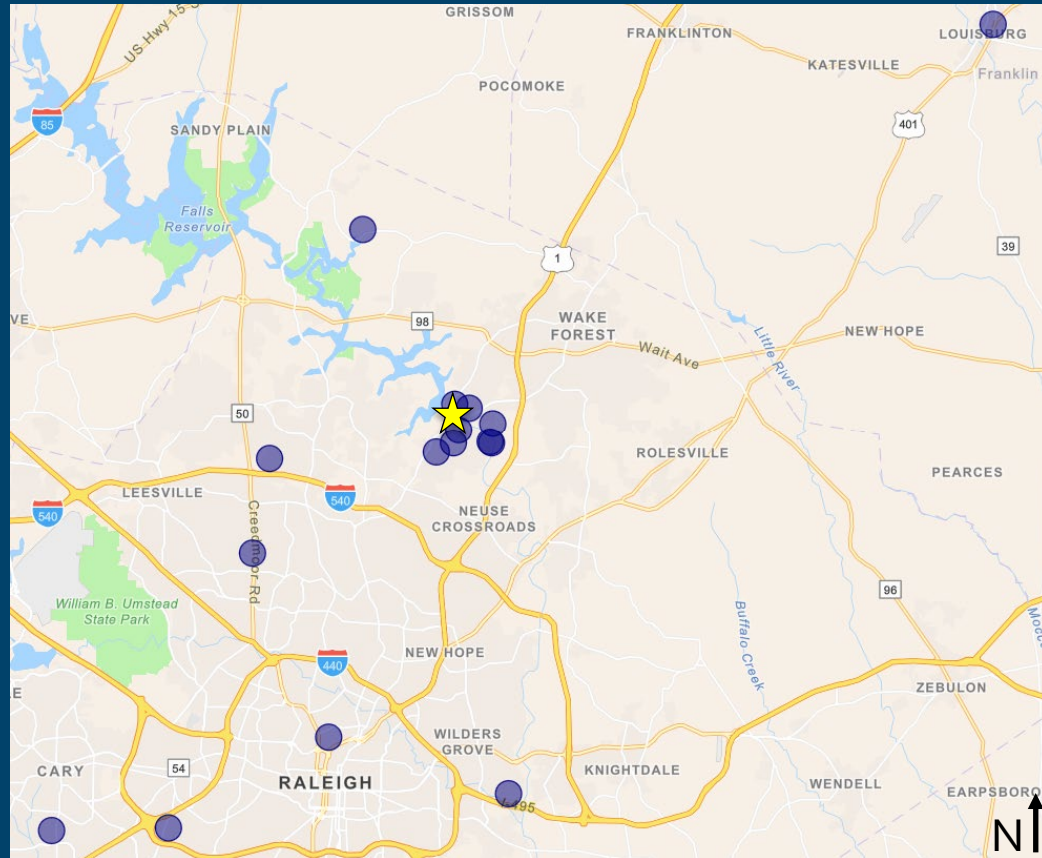 GRISSOM
US Hwy 15
FRANKLINTON
LOUISBURG
KATESVILLE
Franklin
POCOMOKE
85
SANDY PLAIN
401
Falls
Reservoir
39
1
98
WAKE
FOREST
NEW HOPE
Wait Ave
Little River
50
ROLESVILLE
PEARCES
LEESVILLE
540
540
NEUSE
CROSSROADS
Creedmoor Rd
96
William B. Umstead
State Park
Buffalo Creek
NEW HOPE
440
ZEBULON
WILDERS
GROVE
CARY
54
KNIGHTDALE
RALEIGH
WENDELL
EARPSBORO
I-495
N